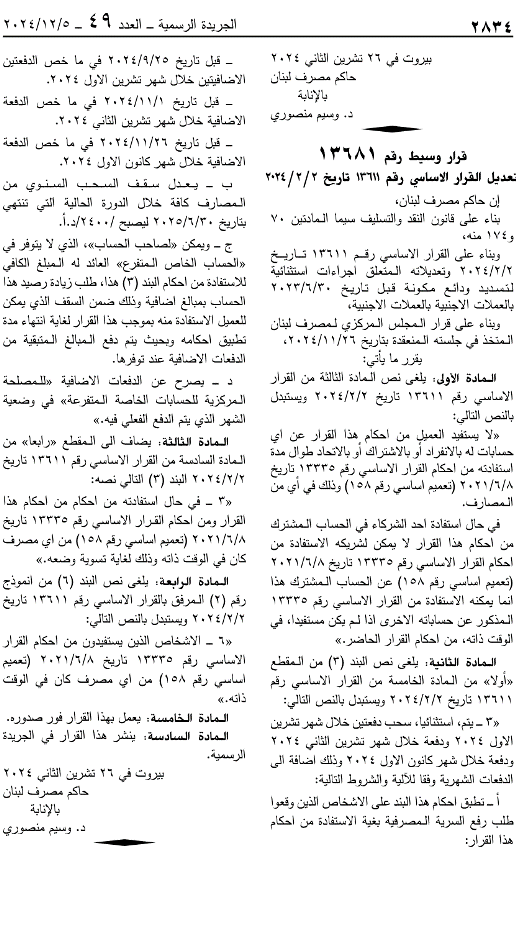 ٢٨٣٤
الجريدة الرسمية ــ العدد ٤٩ ــ ٢٠٢٤/١٢/٥
بيروت في ٢٦ تشرين الثاني ٢٠٢٤
حاكم مصرف لبنان
بالإنابة
د. وسيم منصوري
قرار وسيط رقم ١٣٦٨١
تعديل القرار الاساسي رقم ١٣٦١١ تاريخ ٢٠٢٤/٢/٢
إن حاكم مصرف لبنان،
بناء على قانون النقد والتسليف سيما المادتين ٧٠
و١٧٤ منه،
وبناء على القرار الاساسي رقم ١٣٦١١ تاريخ
٢٠٢٤/٢/٢ وتعديلاته المتعلق اجراءات استثنائية
لتسديد ودائع مكونة قبل تاريخ ٢٠٢٣/٦/٣٠
بالعملات الاجنبية بالعملات الاجنبية،
وبناء على قرار المجلس المركزي لمصرف لبنان
المتخذ في جلسته المنعقدة بتاريخ ٢٠٢٤/١١/٢٦،
يقرر ما يأتي:
المادة الأولى: يلغى نص المادة الثالثة من القرار
الاساسي رقم ١٣٦١١ تاريخ ٢٠٢٤/٢/٢ ويستبدل
بالنص التالي:
«لا يستفيد العميل من احكام هذا القرار عن اي
حسابات له بالانفراد أو بالاشتراك أو بالاتحاد طوال مدة
استفادته من احكام القرار الاساسي رقم ١٣٣٣٥ تاريخ
٢٠٢١/٦/٨ (تعميم اساسي رقم ١٥٨) وذلك في أي من
المصارف.
في حال استفادة احد الشركاء في الحساب المشترك
من احكام هذا القرار لا يمكن لشريكه الاستفادة من
احكام القرار الاساسي رقم ١٣٣٣٥ تاريخ ٢٠٢١/٦/٨
(تعميم اساسي رقم ١٥٨) عن الحساب المشترك هذا
انما يمكنه الاستفادة من القرار الاساسي رقم ١٣٣٣٥
المذكور عن حساباته الاخرى اذا لم يكن مستفيدا، في
الوقت ذاته، من احكام القرار الحاضر.»
المادة الثانية: يلغى نص البند (٣) من المقطع
«أولا» من المادة الخامسة من القرار الاساسي رقم
١٣٦١١ تاريخ ٢٠٢٤/٢/٢ ويستبدل بالنص التالي:
«٣ ــ يتم، استثنائيا، سحب دفعتين خلال شهر تشرين
الاول ٢٠٢٤ ودفعة خلال شهر تشرين الثاني ٢٠٢٤
ودفعة خلال شهر كانون الاول ٢٠٢٤ وذلك اضافة الى
الدفعات الشهرية وفقا للآلية والشروط التالية:
أ ــ تطبق احكام هذا البند على الاشخاص الذين وقعوا
طلب رفع السرية المصرفية بغية الاستفادة من احكام
هذا القرار:
ــ قبل تاريخ ٢٠٢٤/٩/٢٥ في ما خص الدفعتين
الاضافيتين خلال شهر تشرين الاول ٢٠٢٤.
ــ قبل تاريخ ٢٠٢٤/١١/١ في ما خص الدفعة
الاضافية خلال شهر تشرين الثاني ٢٠٢٤.
ــ قبل تاريخ ٢٠٢٤/١١/٢٦ في ما خص الدفعة
الاضافية خلال شهر كانون الاول ٢٠٢٤.
ب ــ يعدل سقف السحب السنوي من
المصارف كافة خلال الدورة الحالية التي تنتهي
بتاريخ ٢٠٢٥/٦/٣٠ ليصبح /٢٤٠٠/د.أ.
ج ــ ويمكن «لصاحب الحساب»، الذي لا يتوفر في
«الحساب الخاص المتفرع» العائد له المبلغ الكافي
للاستفادة من احكام البند (٣) هذا، طلب زيادة رصيد هذا
الحساب بمبالغ اضافية وذلك ضمن السقف الذي يمكن
للعميل الاستفادة منه بموجب هذا القرار لغاية انتهاء مدة
تطبيق احكامه وبحيث يتم دفع المبالغ المتبقية من
الدفعات الاضافية عند توفرها.
د ــ يصرح عن الدفعات الاضافية «للمصلحة
المركزية للحسابات الخاصة المتفرعة» في وضعية
الشهر الذي يتم الدفع الفعلي فيه.»
المادة الثالثة: يضاف الى المقطع «رابعا» من
المادة السادسة من القرار الاساسي رقم ١٣٦١١ تاريخ
٢٠٢٤/٢/٢ البند (٣) التالي نصه:
«٣ ــ في حال استفادته من احكام من احكام هذا
القرار ومن احكام القرار الاساسي رقم ١٣٣٣٥ تاريخ
٢٠٢١/٦/٨ (تعميم اساسي رقم ١٥٨) من اي مصرف
كان في الوقت ذاته وذلك لغاية تسوية وضعه.»
المادة الرابعة: يلغى نص البند (٦) من انموذج
رقم (٢) المرفق بالقرار الاساسي رقم ١٣٦١١ تاريخ
٢٠٢٤/٢/٢ ويستبدل بالنص التالي:
«٦ ــ الاشخاص الذين يستفيدون من احكام القرار
الاساسي رقم ١٣٣٣٥ تاريخ ٢٠٢١/٦/٨ (تعميم
اساسي رقم ١٥٨) من اي مصرف كان في الوقت
ذاته.»
المادة الخامسة: يعمل بهذا القرار فور صدوره.
المادة السادسة: ينشر هذا القرار في الجريدة
الرسمية.
بيروت في ٢٦ تشرين الثاني ٢٠٢٤
حاكم مصرف لبنان
بالإنابة
د. وسيم منصوري